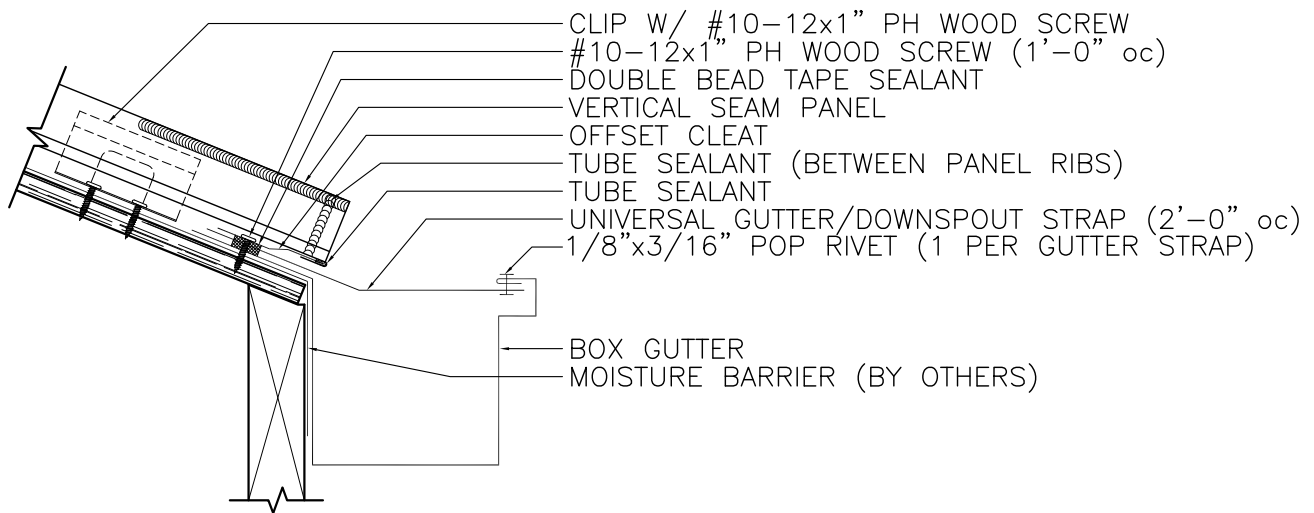 CLIP W/ #10-12x1" PH WOOD SCREW
#10-12x1" PH WOOD SCREW (1'-0" oc)
DOUBLE BEAD TAPE SEALANT
VERTICAL SEAM PANEL
OFFSET CLEAT
TUBE SEALANT (BETWEEN PANEL RIBS)
TUBE SEALANT
UNIVERSAL GUTTER/DOWNSPOUT STRAP (2'-0" oc)
1/8"x3/16" POP RIVET (1 PER GUTTER STRAP)
BOX GUTTER
MOISTURE BARRIER (BY OTHERS)